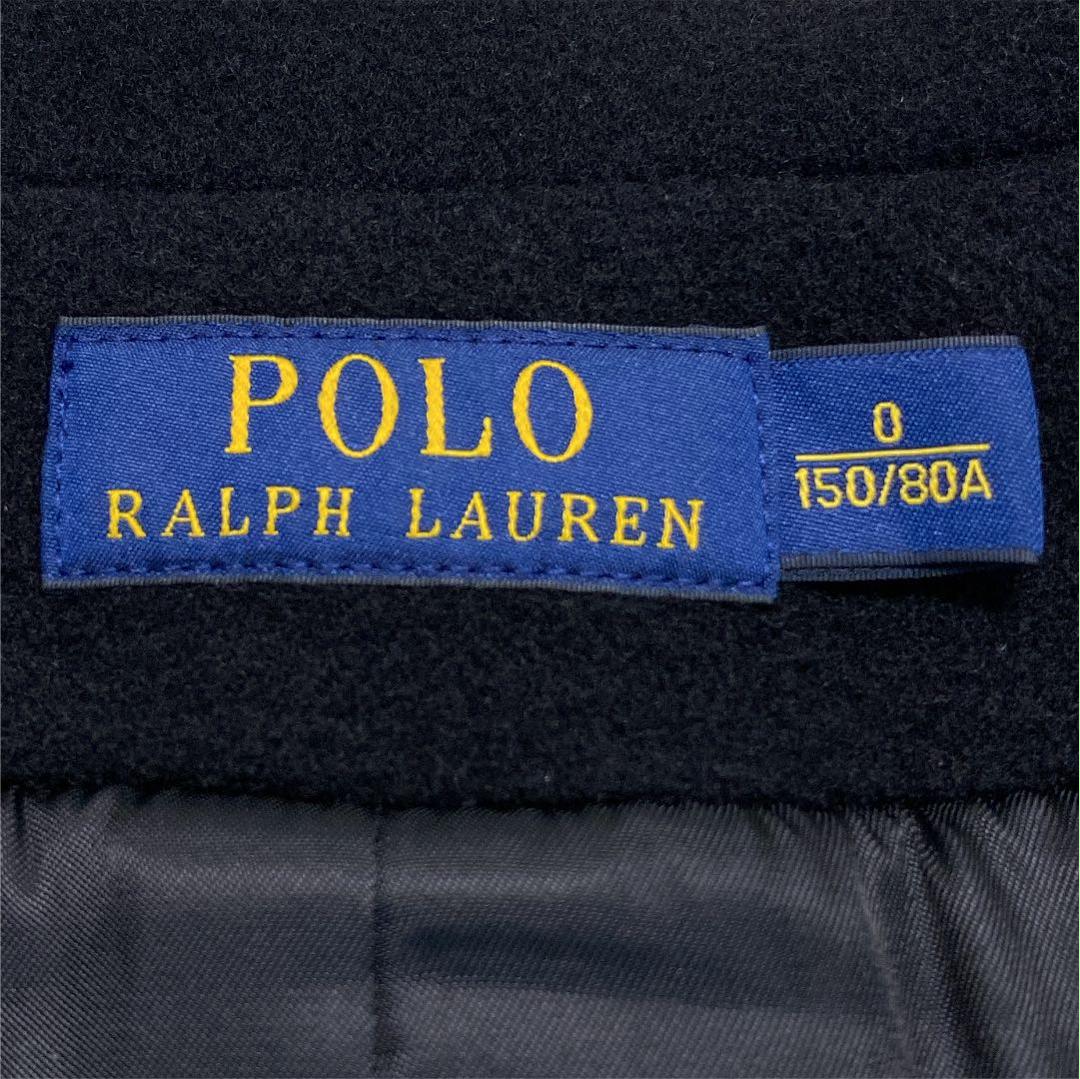 POLO
RALPH LAUREN
0
150/80A